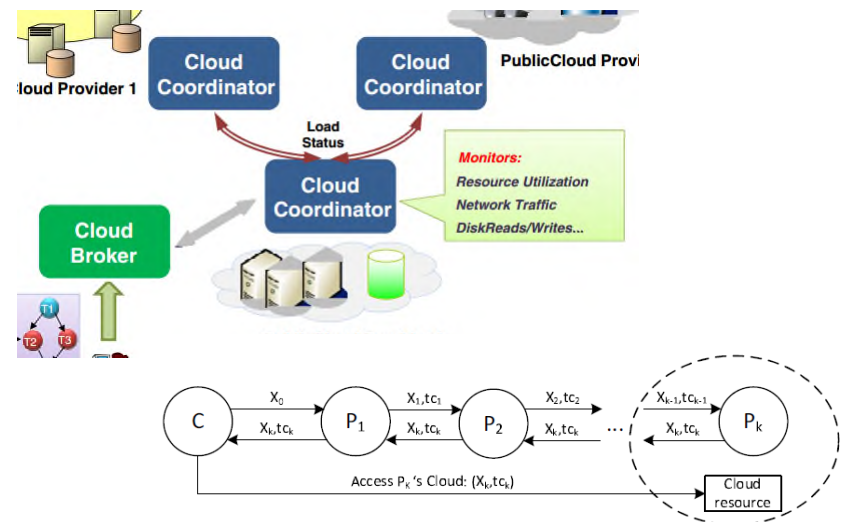 Cloud
Coordinator
Cloud
Coordinator
PublicCloud Provi
loud Provider 1
Load
Status
Cloud
Coordinator
Monitors:
Resource Utilization
Network Traffic
DiskReads/Writes...
Cloud
Broker
T1
T2
T3
X₀
X₁,tc₁
X₂,tc₂
Xₖ₋₁,tcₖ₋₁
C
P₁
P₂
...
Pₖ
Xₖ,tcₖ
Xₖ,tcₖ
Xₖ,tcₖ
Xₖ,tcₖ
Access P_K's Cloud: (Xₖ,tcₖ)
Cloud
resource